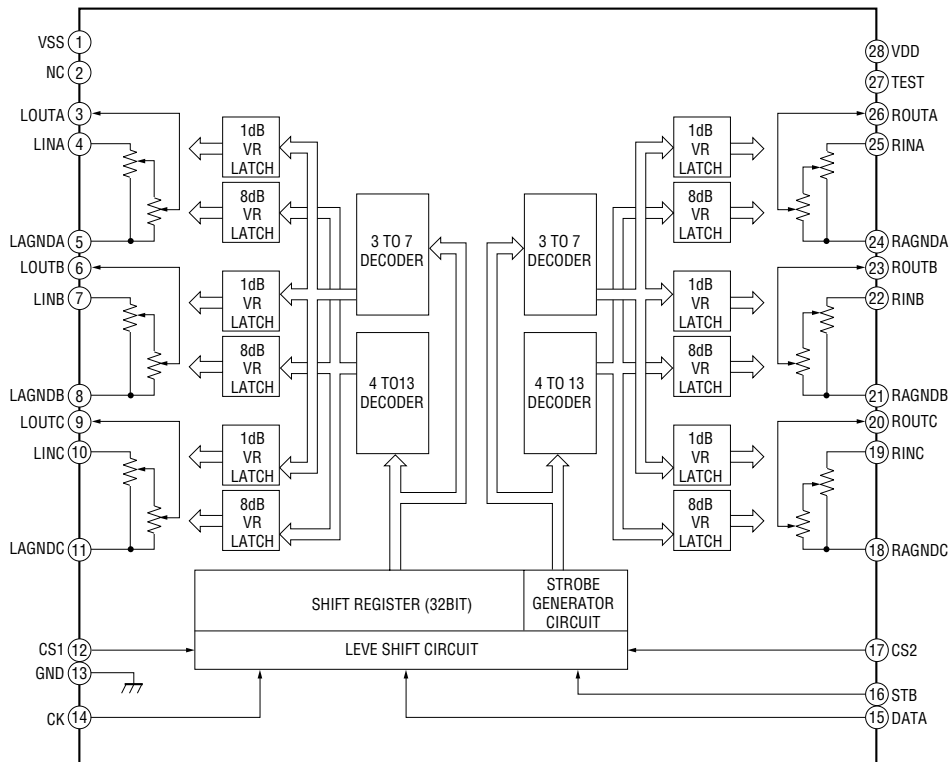 VSS 1
NC 2
LOUTA 3
LINA 4
LAGNDA 5
LOUTB 6
LINB 7
LAGNDB 8
LOUTC 9
LINC 10
LAGNDC 11
CS1 12
GND 13
CK 14
1dB
VR
LATCH
8dB
VR
LATCH
1dB
VR
LATCH
8dB
VR
LATCH
1dB
VR
LATCH
8dB
VR
LATCH
3 TO 7
DECODER
4 TO13
DECODER
3 TO 7
DECODER
4 TO 13
DECODER
1dB
VR
LATCH
8dB
VR
LATCH
1dB
VR
LATCH
8dB
VR
LATCH
1dB
VR
LATCH
8dB
VR
LATCH
SHIFT REGISTER (32BIT)
STROBE
GENERATOR
CIRCUIT
LEVE SHIFT CIRCUIT
28 VDD
27 TEST
26 ROUTA
25 RINA
24 RAGNDA
23 ROUTB
22 RINB
21 RAGNDB
20 ROUTC
19 RINC
18 RAGNDC
17 CS2
16 STB
15 DATA